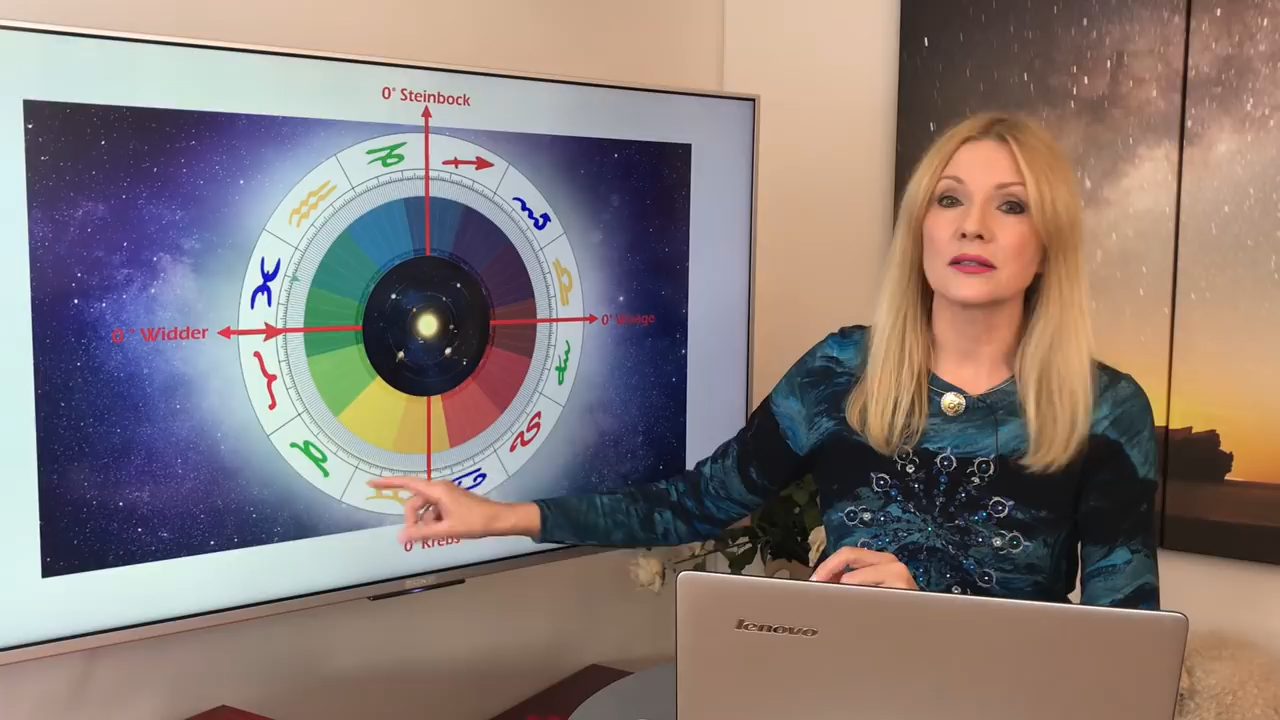 0° Steinbock
0° Widder
0° Waage
0° Krebs
lenovo